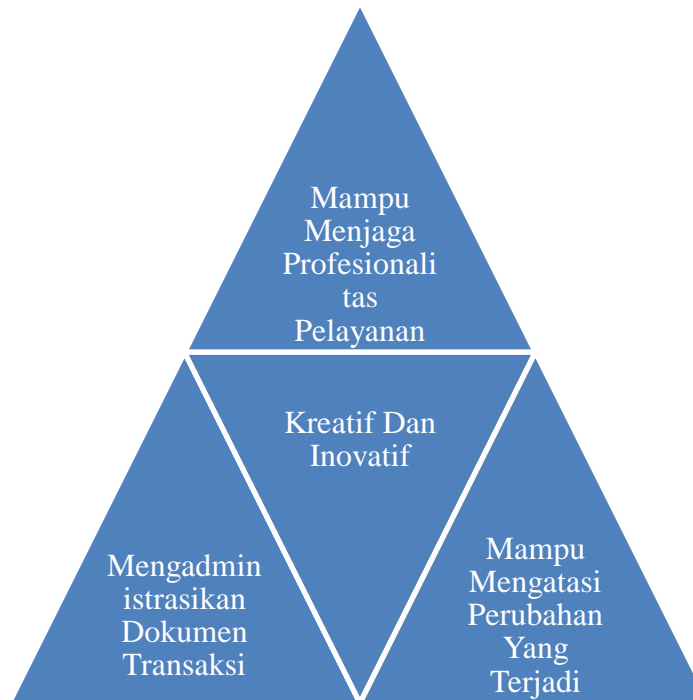 Mampu
Menjaga
Profesionali
tas
Pelayanan
Kreatif Dan
Inovatif
Mengadmin
istrasikan
Dokumen
Transaksi
Mampu
Mengatasi
Perubahan
Yang
Terjadi